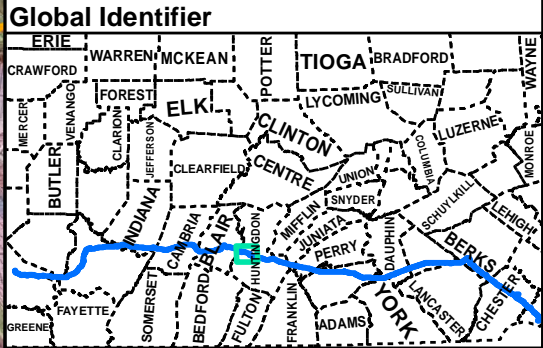 Global Identifier
ERIE
WARREN
MCKEAN
POTTER
TIOGA
BRADFORD
WAYNE
CRAWFORD
FOREST
ELK
LYCOMING
SULLIVAN
MERCER
VENANGO
CLARION
JEFFERSON
CLINTON
COLUMBIA
LUZERNE
MONROE
BUTLER
CLEARFIELD
CENTRE
UNION
SNYDER
SCHUYLKILL
LEHIGH
INDIANA
CAMBRIA
BLAIR
HUNTINGDON
MIFFLIN
JUNIATA
PERRY
DAUPHIN
BERKS
FAYETTE
SOMERSET
BEDFORD
FULTON
FRANKLIN
YORK
LANCASTER
CHESTER
GREENE
ADAMS